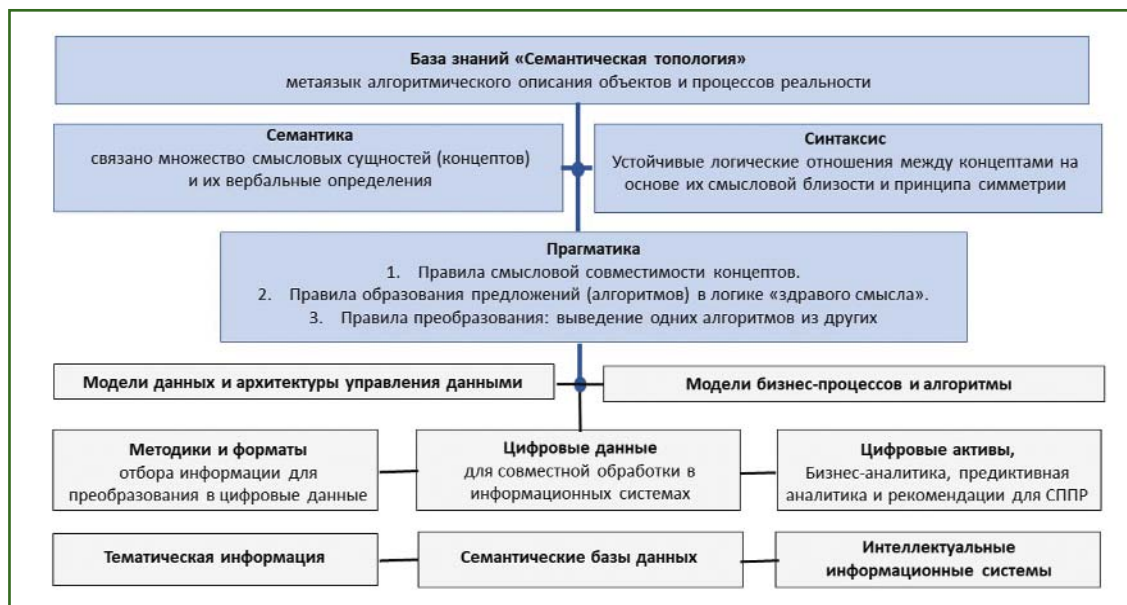 База знаний «Семантическая топология»
метаязык алгоритмического описания объектов и процессов реальности
Семантика
связано множество смысловых сущностей (концептов)
и их вербальные определения
Синтаксис
Устойчивые логические отношения между концептами на
основе их смысловой близости и принципа симметрии
Прагматика
1. Правила смысловой совместимости концептов.
2. Правила образования предложений (алгоритмов) в логике «здравого смысла».
3. Правила преобразования: выведение одних алгоритмов из других
Модели данных и архитектуры управления данными
Модели бизнес-процессов и алгоритмы
Методики и форматы
отбора информации для
преобразования в цифровые данные
Цифровые данные
для совместной обработки в
информационных системах
Цифровые активы,
Бизнес-аналитика, предиктивная
аналитика и рекомендации для СППР
Тематическая информация
Семантические базы данных
Интеллектуальные
информационные системы